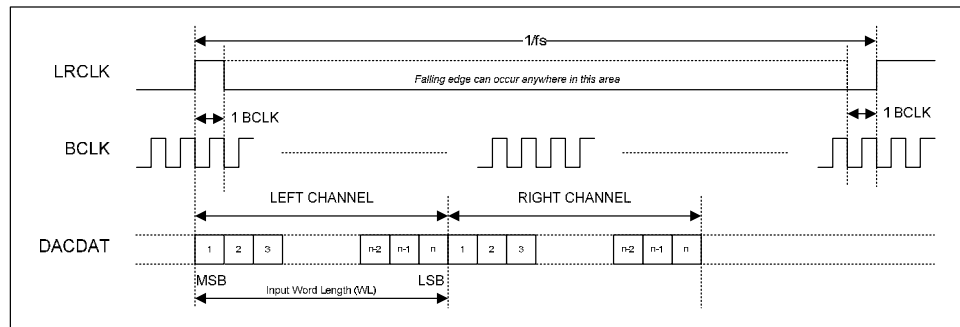 1/fs
LRCLK
Falling edge can occur anywhere in this area
1 BCLK 1 BCLK
BCLK
LEFT CHANNEL RIGHT CHANNEL
DACDAT 1 2 3 n-2 n-1 n 1 2 3 n-2 n-1 n
MSB LSB
Input Word Length (WL)